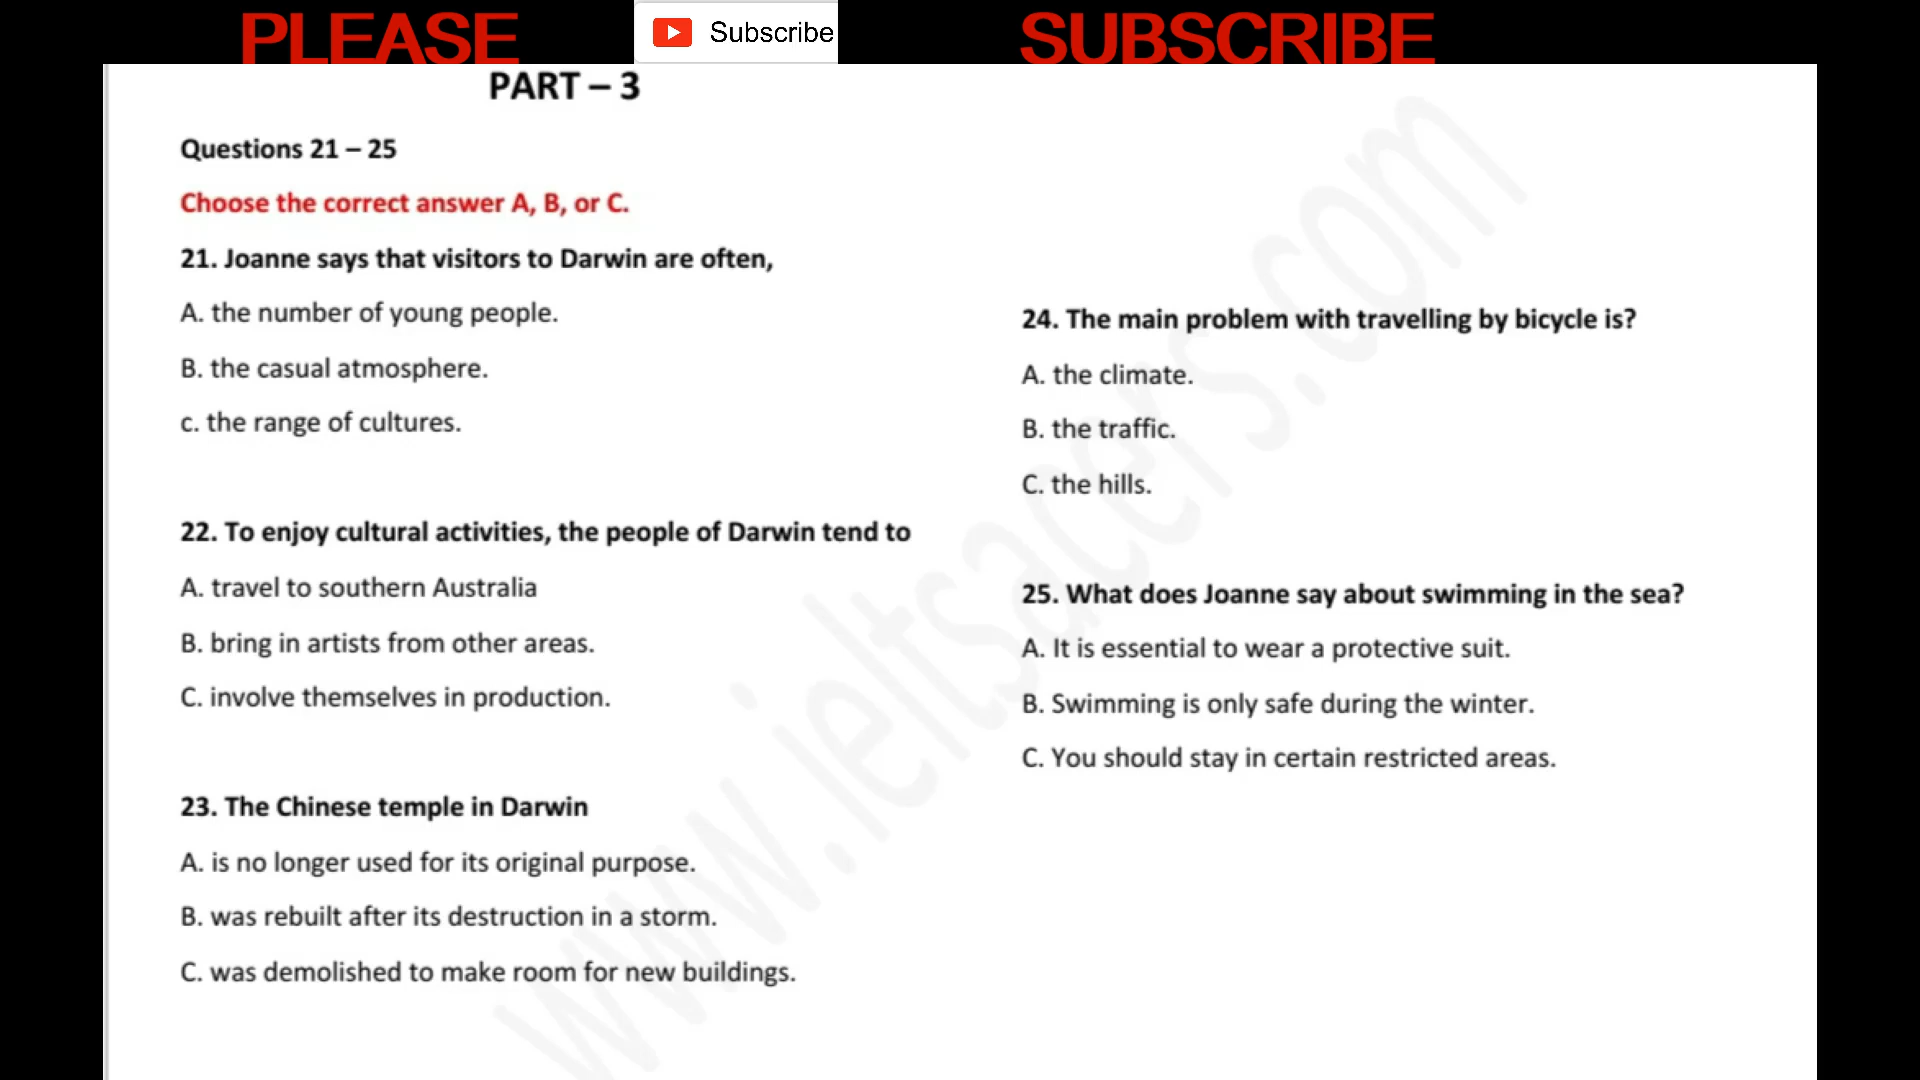 PLEASE
Subscribe
SUBSCRIBE
PART – 3
Questions 21 – 25
Choose the correct answer A, B, or C.
21. Joanne says that visitors to Darwin are often,
A. the number of young people.
B. the casual atmosphere.
c. the range of cultures.
22. To enjoy cultural activities, the people of Darwin tend to
A. travel to southern Australia
B. bring in artists from other areas.
C. involve themselves in production.
23. The Chinese temple in Darwin
A. is no longer used for its original purpose.
B. was rebuilt after its destruction in a storm.
C. was demolished to make room for new buildings.
24. The main problem with travelling by bicycle is?
A. the climate.
B. the traffic.
C. the hills.
25. What does Joanne say about swimming in the sea?
A. It is essential to wear a protective suit.
B. Swimming is only safe during the winter.
C. You should stay in certain restricted areas.
www.ieltsacers.com